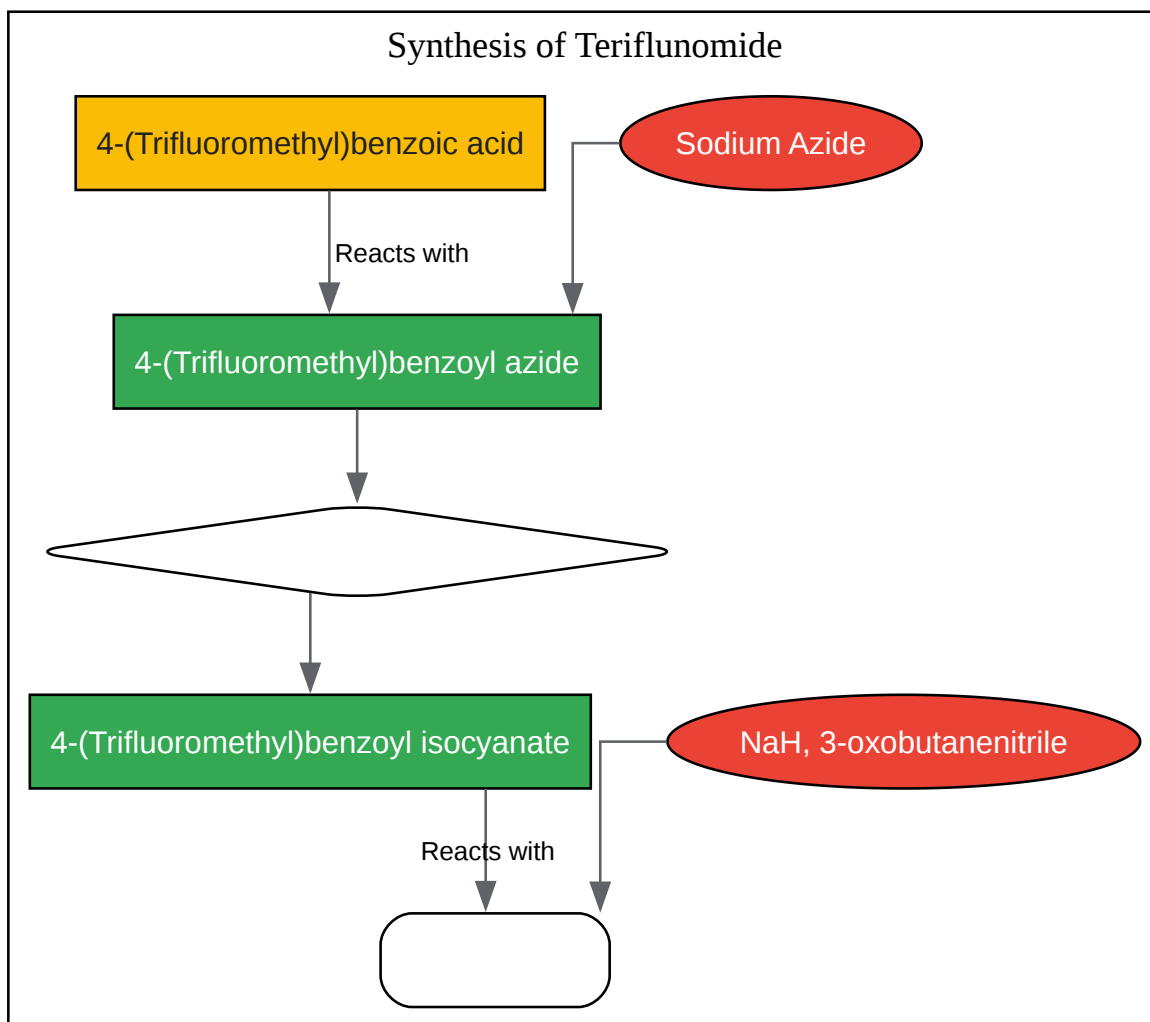 Synthesis of Teriflunomide
4-(Trifluoromethyl)benzoic acid
Sodium Azide
Reacts with
4-(Trifluoromethyl)benzoyl azide
4-(Trifluoromethyl)benzoyl isocyanate
NaH, 3-oxobutanenitrile
Reacts with